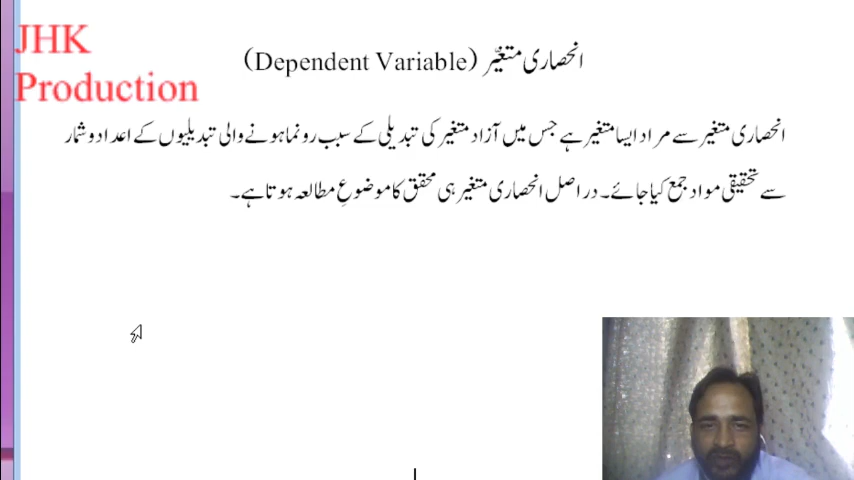 JHK
Production
انحصاری متغیّر (Dependent Variable)
انحصاری متغیر سے مراد ایسا متغیر ہے جس میں آزاد متغیر کی تبدیلی کے سبب رونما ہونے والی تبدیلیوں کے اعداد و شمار
سے تحقیقی مواد جمع کیا جائے۔ دراصل انحصاری متغیر ہی محقق کا موضوعِ مطالعہ ہوتا ہے۔